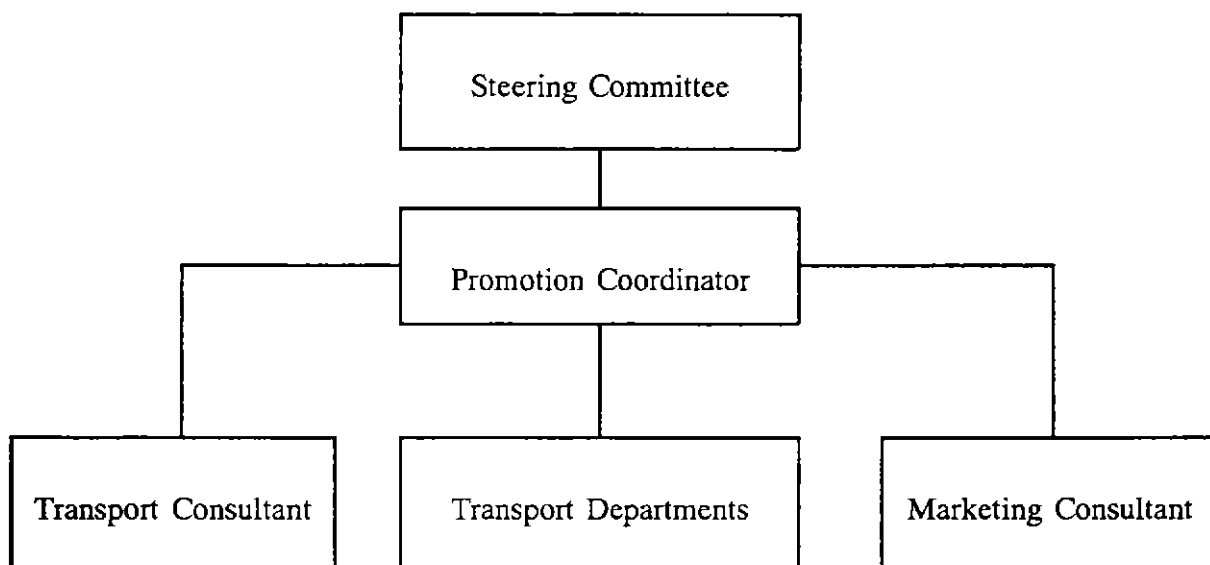 Steering Committee
Promotion Coordinator
Transport Consultant
Transport Departments
Marketing Consultant